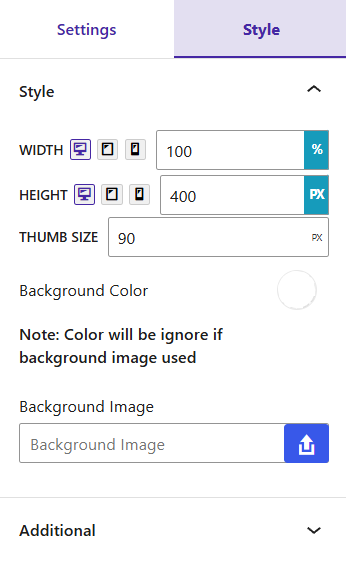 Settings Style
Style
WIDTH 100 %
HEIGHT 400 PX
THUMB SIZE 90 PX
Background Color
Note: Color will be ignore if
background image used
Background Image
Background Image
Additional